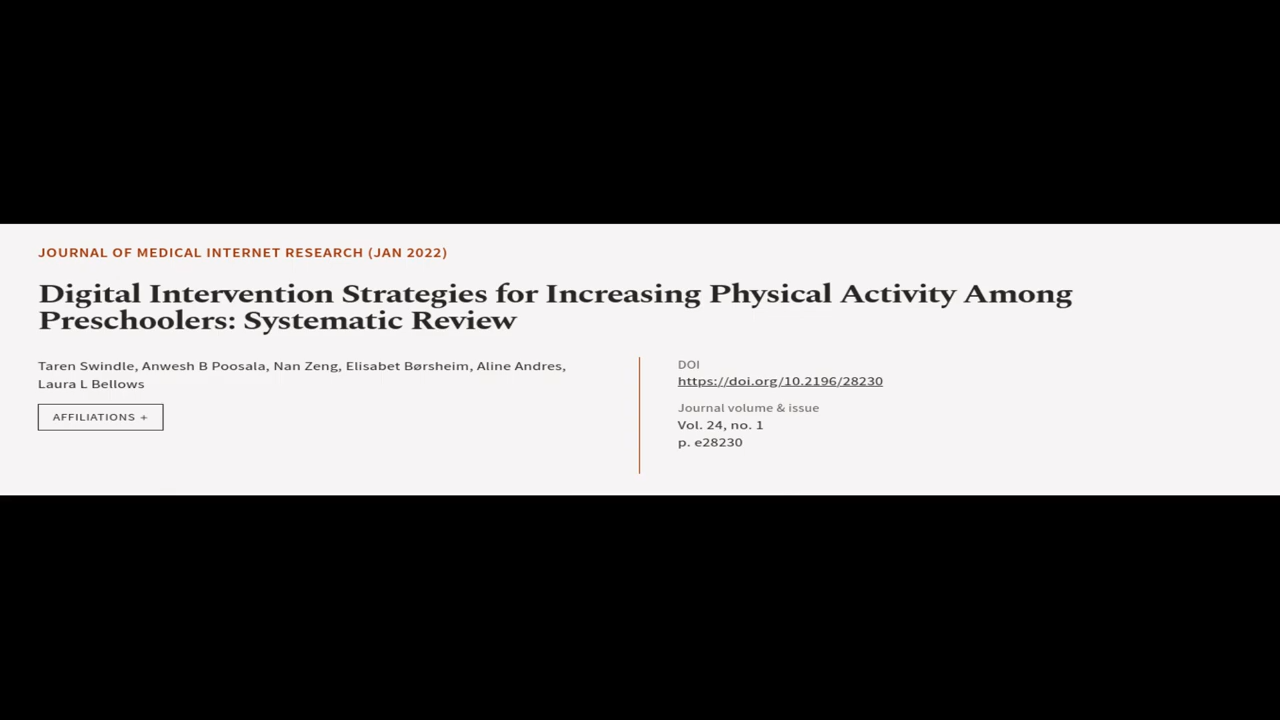 JOURNAL OF MEDICAL INTERNET RESEARCH (JAN 2022)
Digital Intervention Strategies for Increasing Physical Activity Among
Preschoolers: Systematic Review
Taren Swindle, Anwesh B Poosala, Nan Zeng, Elisabet Børsheim, Aline Andres,
Laura L Bellows
AFFILIATIONS +
DOI
https://doi.org/10.2196/28230
Journal volume & issue
Vol. 24, no. 1
p. e28230